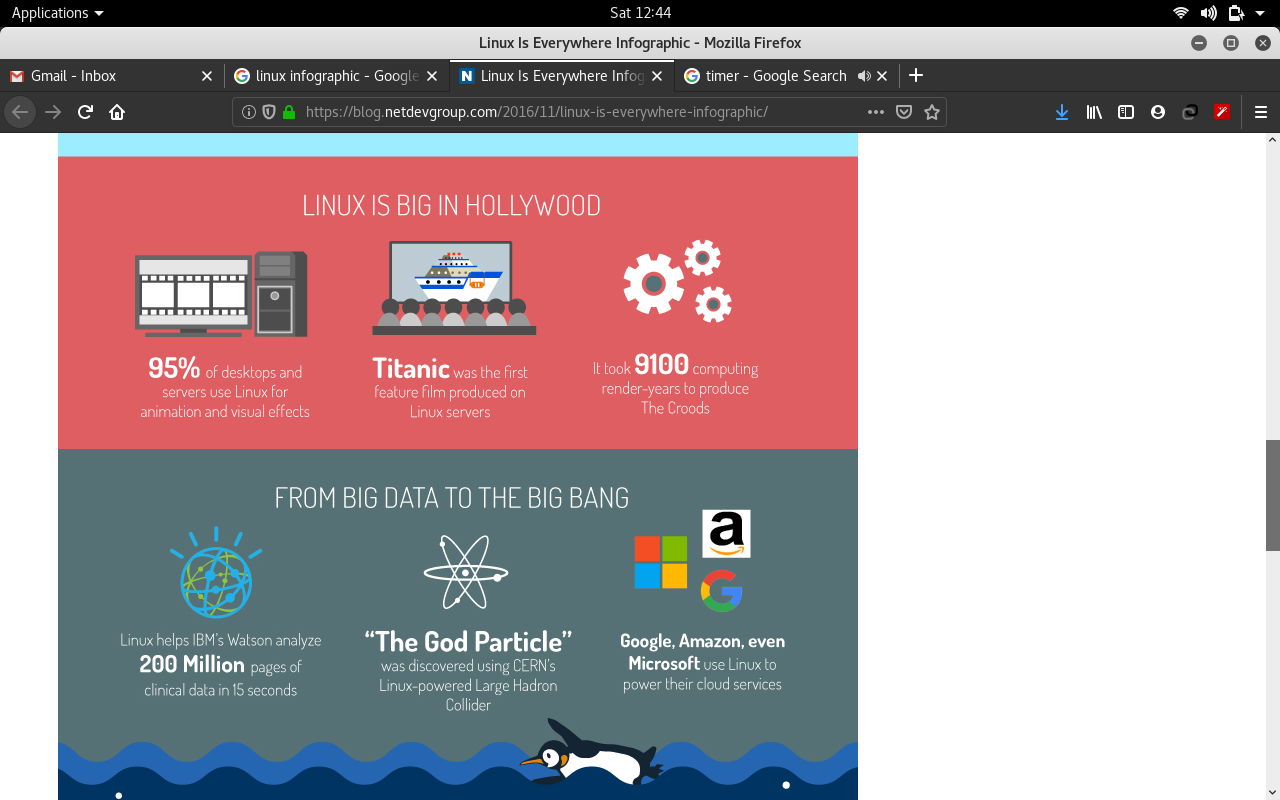 Applications
Sat 12:44
Linux Is Everywhere Infographic - Mozilla Firefox
Gmail - Inbox
linux infographic - Google
Linux Is Everywhere Infog
timer - Google Search
https://blog.netdevgroup.com/2016/11/linux-is-everywhere-infographic/
LINUX IS BIG IN HOLLYWOOD
95% of desktops and
servers use Linux for
animation and visual effects
Titanic was the first
feature film produced on
Linux servers
It took 9100 computing
render-years to produce
The Croods
FROM BIG DATA TO THE BIG BANG
a
Linux helps IBM's Watson analyze
200 Million pages of
clinical data in 15 seconds
“The God Particle”
was discovered using CERN's
Linux-powered Large Hadron
Collider
Google, Amazon, even
Microsoft use Linux to
power their cloud services